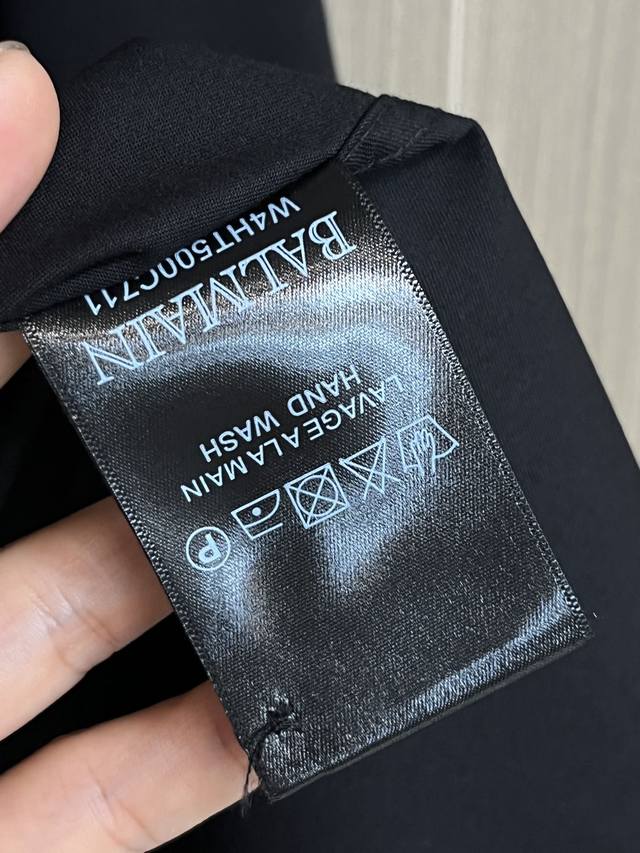 BALMAIN
W4HT500C711
LAVAGE A LA MAIN
HAND WASH
P